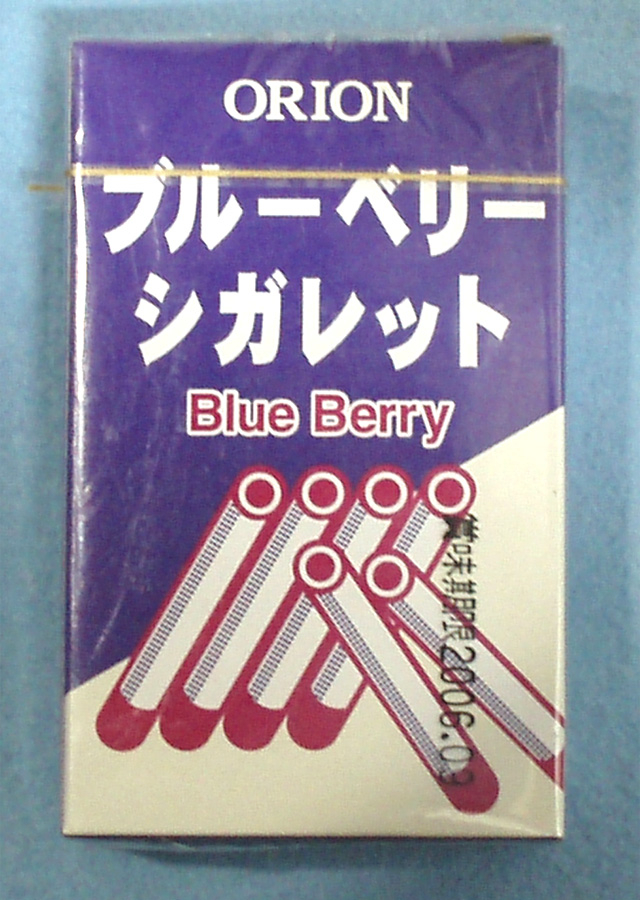 ORION
ブルーベリー
シガレット
Blue Berry
賞味期限2006.09